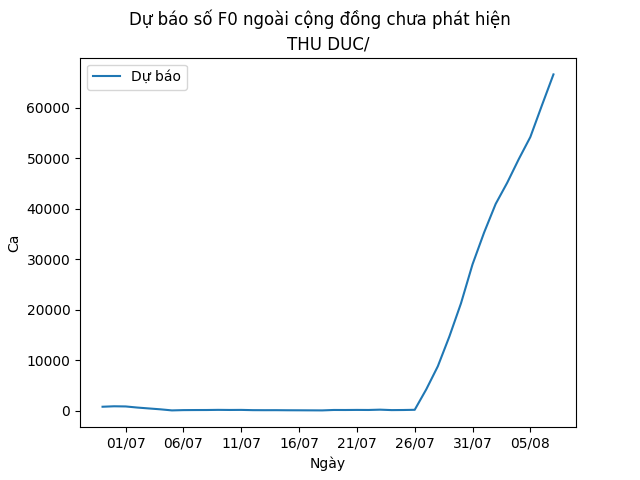 Dự báo số F0 ngoài cộng đồng chưa phát hiện
THU DUC/
Dự báo
60000
50000
40000
30000
20000
10000
0
Ca
01/07 06/07 11/07 16/07 21/07 26/07 31/07 05/08
Ngày